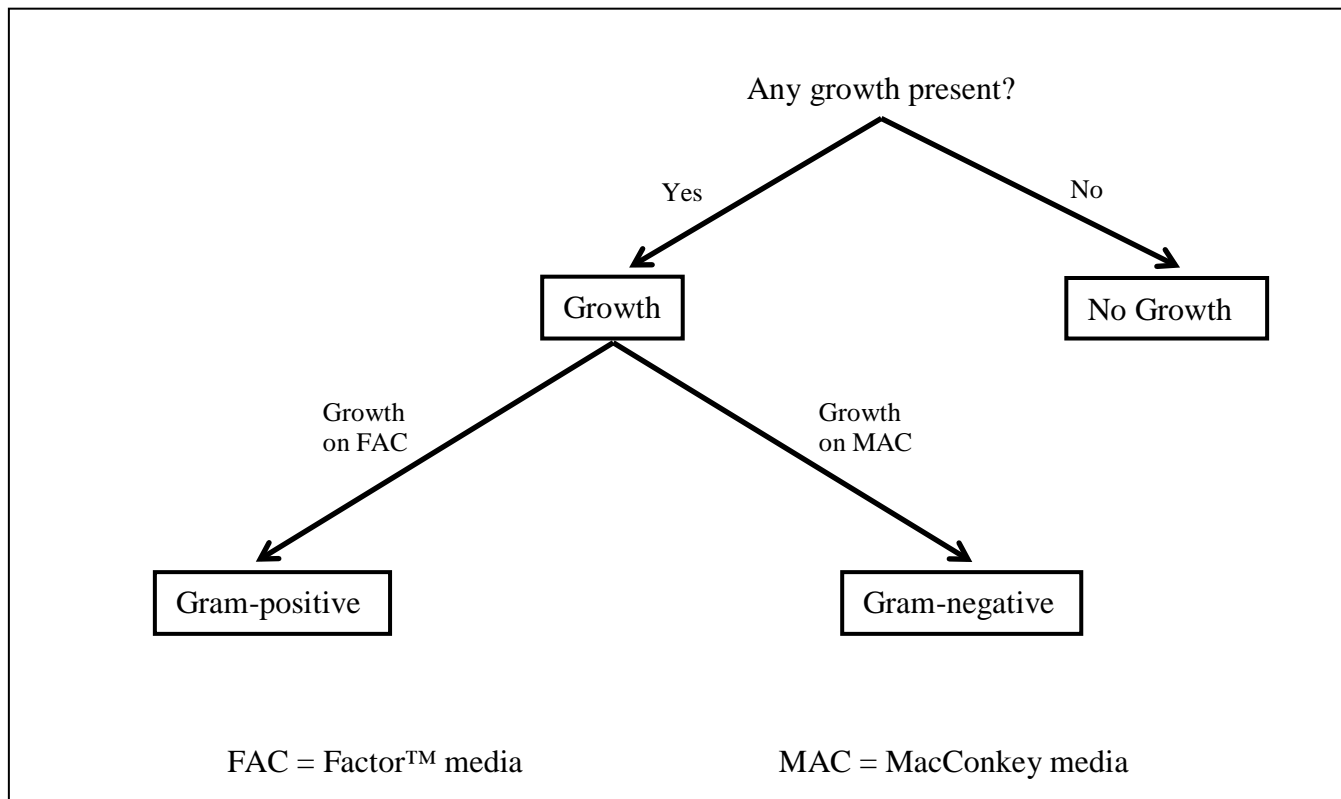 Any growth present?
Yes
No
Growth
No Growth
Growth
on FAC
Growth
on MAC
Gram-positive
Gram-negative
FAC = Factor™ media
MAC = MacConkey media